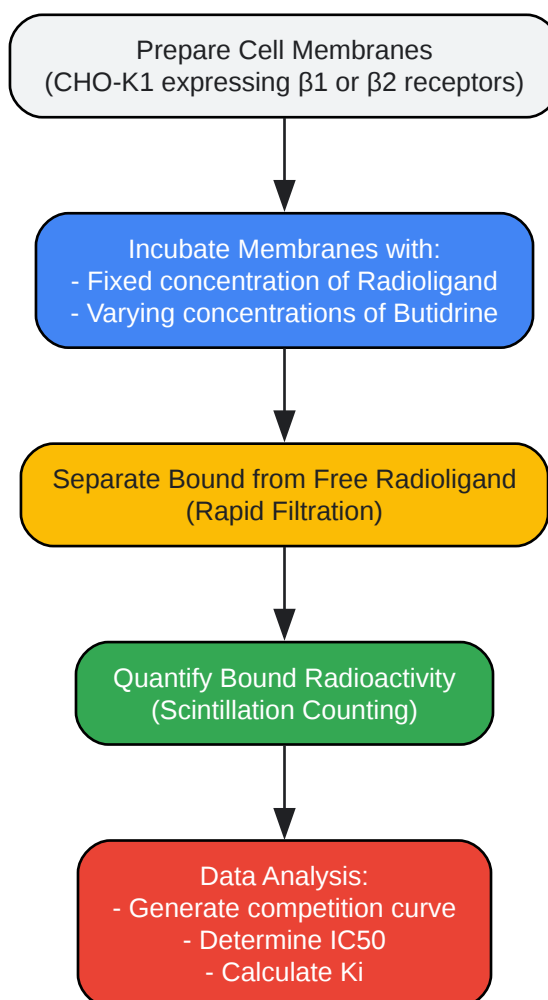 Prepare Cell Membranes
(CHO-K1 expressing β1 or β2 receptors)
Incubate Membranes with:
- Fixed concentration of Radioligand
- Varying concentrations of Butidrine
Separate Bound from Free Radioligand
(Rapid Filtration)
Quantify Bound Radioactivity
(Scintillation Counting)
Data Analysis:
- Generate competition curve
- Determine IC50
- Calculate Ki